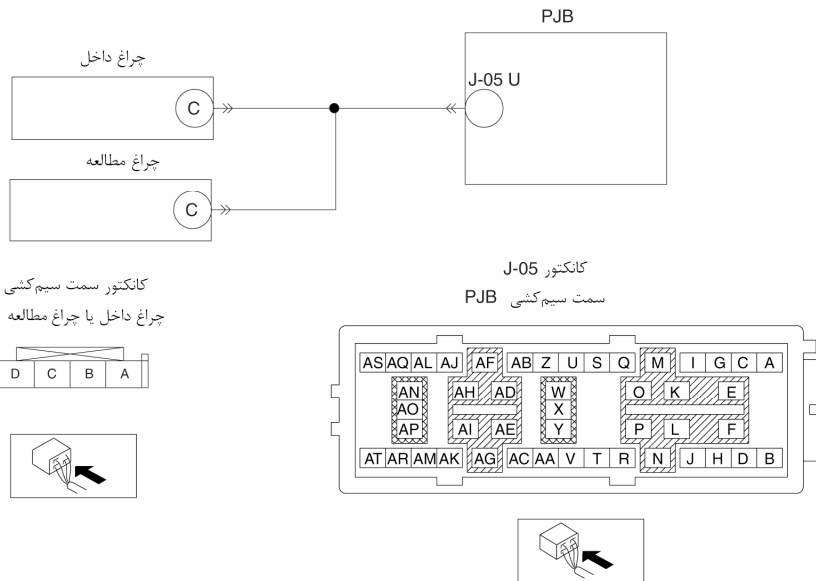 PJB
چراغ داخل
J-05 U
C
چراغ مطالعه
C
کانکتور J-05
سمت سیم‌کشی PJB
کانکتور سمت سیم‌کشی
چراغ داخل یا چراغ مطالعه
D C B A
AS AQ AL AJ AF AB Z U S Q M I G C A
AN AH AD W O K E
AO X
AP AI AE Y P L F
AT AR AM AK AG AC AA V T R N J H D B